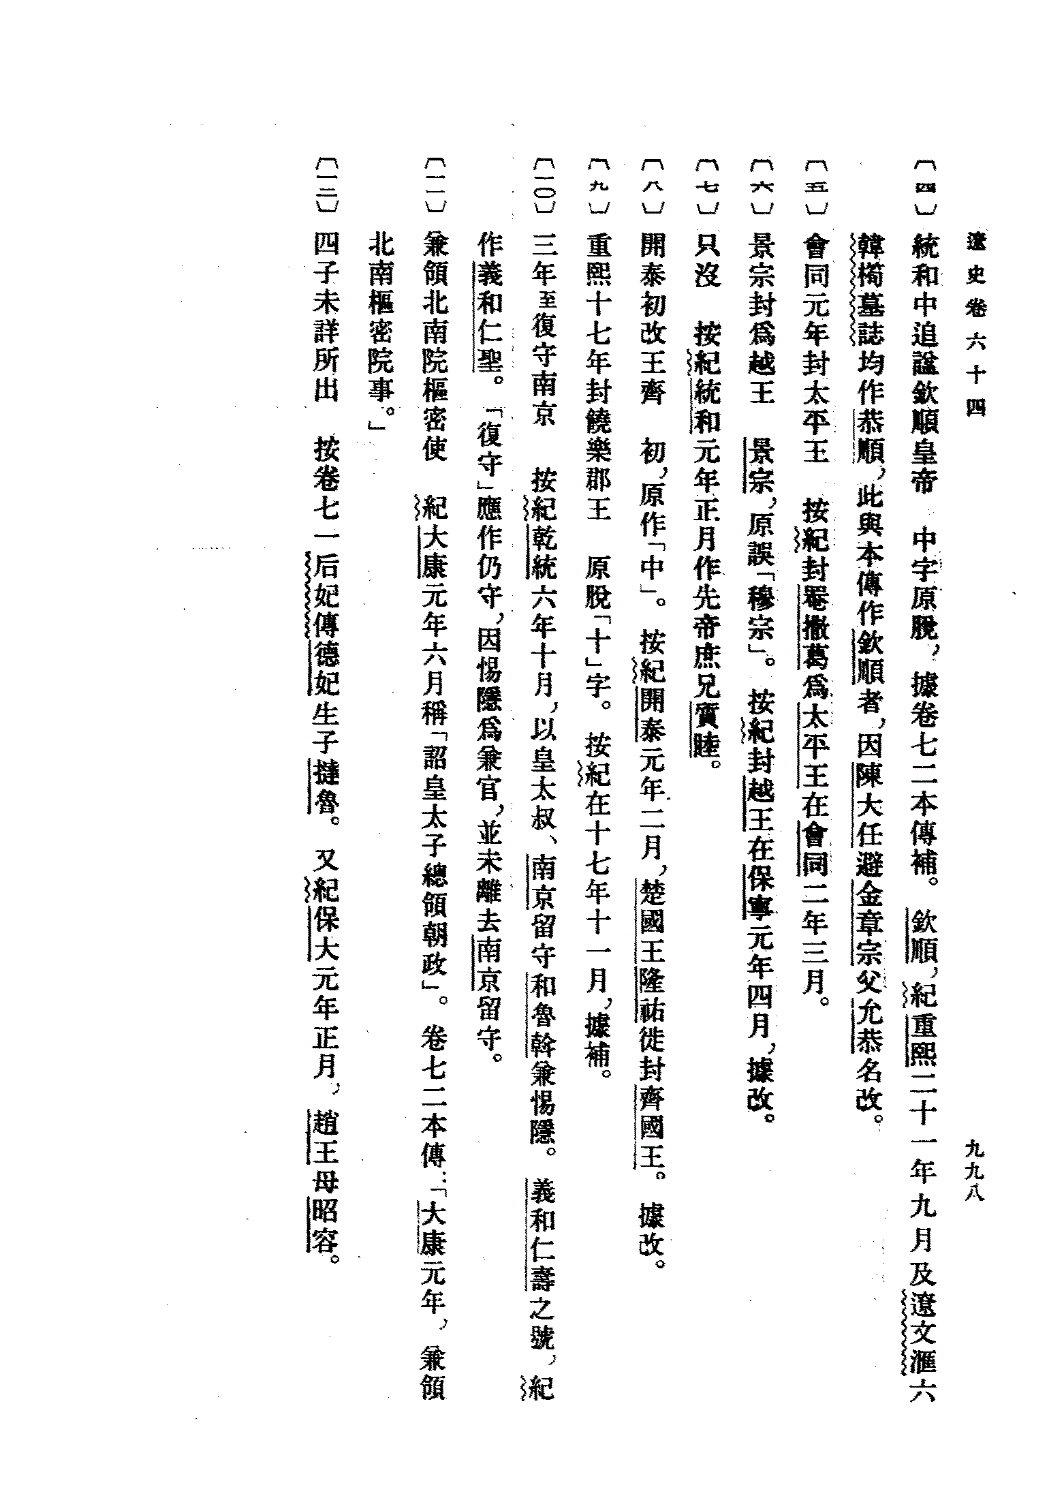 遼史卷六十四
九九八
〔四〕統和中追諡欽順皇帝　中字原脫，據卷七二本傳補。欽順，紀重熙二十一年九月及遼文滙六
韓橁墓誌均作恭順，此與本傳作欽順者，因陳大任避金章宗父允恭名改。
〔五〕會同元年封太平王　按紀封罨撒葛爲太平王在會同二年三月。
〔六〕景宗封爲越王　景宗，原誤「穆宗」。按紀封越王在保寧元年四月，據改。
〔七〕只沒　按紀統和元年正月作先帝庶兄質睦。
〔八〕開泰初改王齊　初，原作「中」。按紀開泰元年二月，楚國王隆祐徙封齊國王。據改。
〔九〕重熙十七年封饒樂郡王　原脫「十」字。按紀在十七年十一月，據補。
〔一〇〕三年至復守南京　按紀乾統六年十月，以皇太叔、南京留守和魯斡兼惕隱。義和仁壽之號，紀
作義和仁聖。「復守」應作仍守，因惕隱爲兼官，並未離去南京留守。
〔一一〕兼領北南院樞密使　紀大康元年六月稱「詔皇太子總領朝政」。卷七二本傳：「大康元年，兼領
北南樞密院事。」
〔一二〕四子未詳所出　按卷七一后妃傳德妃生子撻魯。又紀保大元年正月，趙王母昭容。